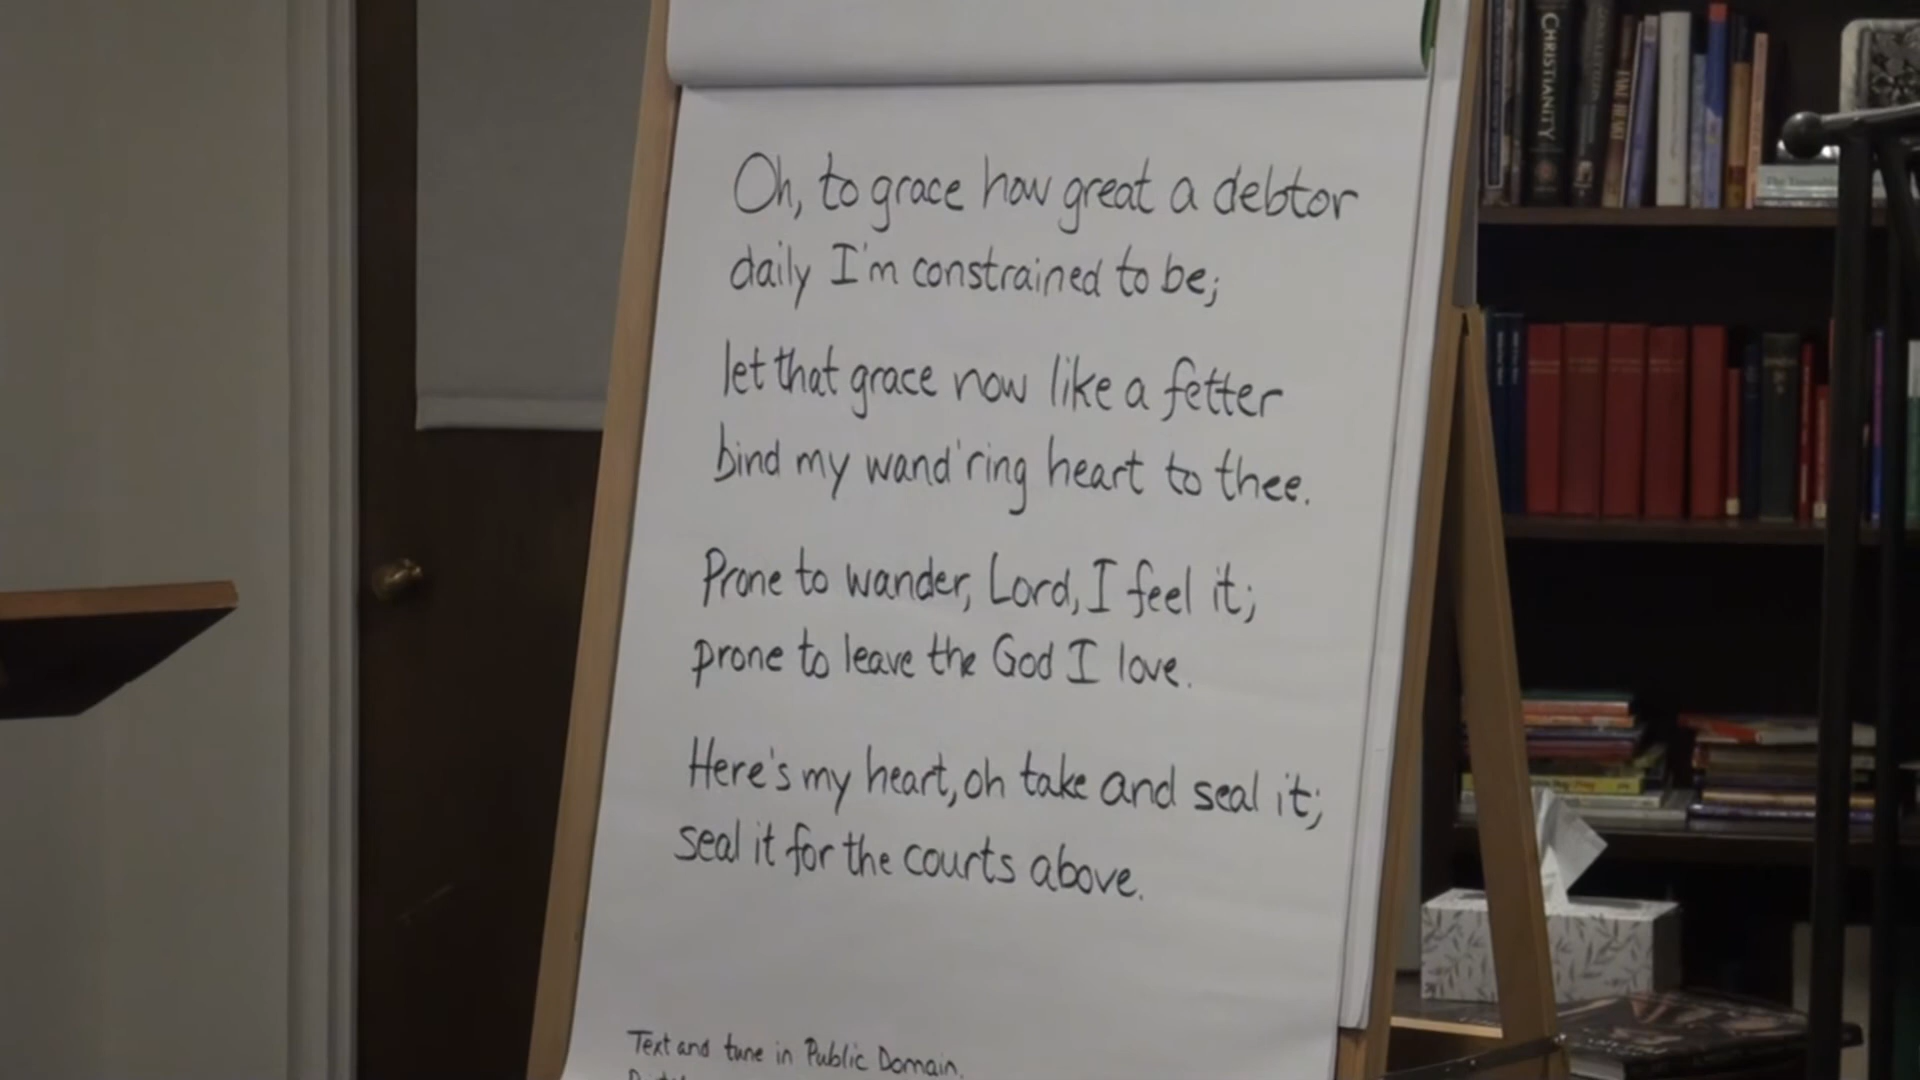 Oh, to grace how great a debtor
daily I'm constrained to be;
let that grace now like a fetter
bind my wand'ring heart to thee.
Prone to wander, Lord, I feel it;
prone to leave the God I love.
Here's my heart, oh take and seal it;
seal it for the courts above.
Text and tune in Public Domain.
CHRISTIANITY